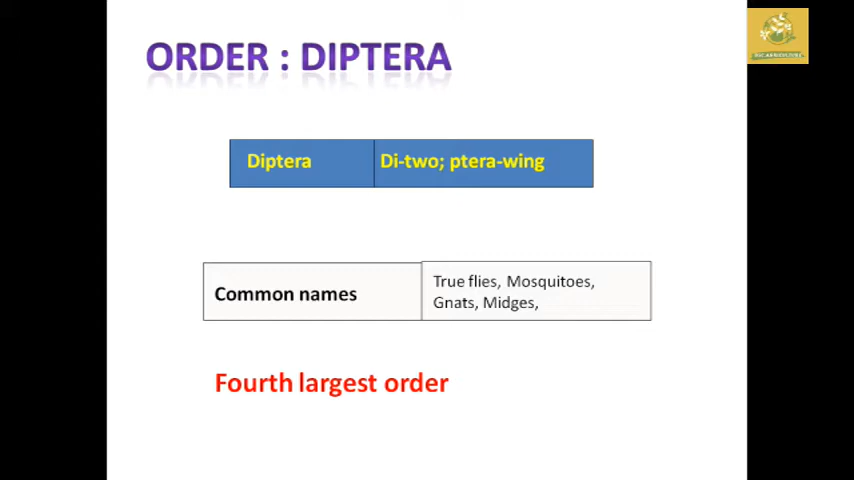 ORDER : DIPTERA
Diptera
Di-two; ptera-wing
Common names
True flies, Mosquitoes,
Gnats, Midges,
Fourth largest order